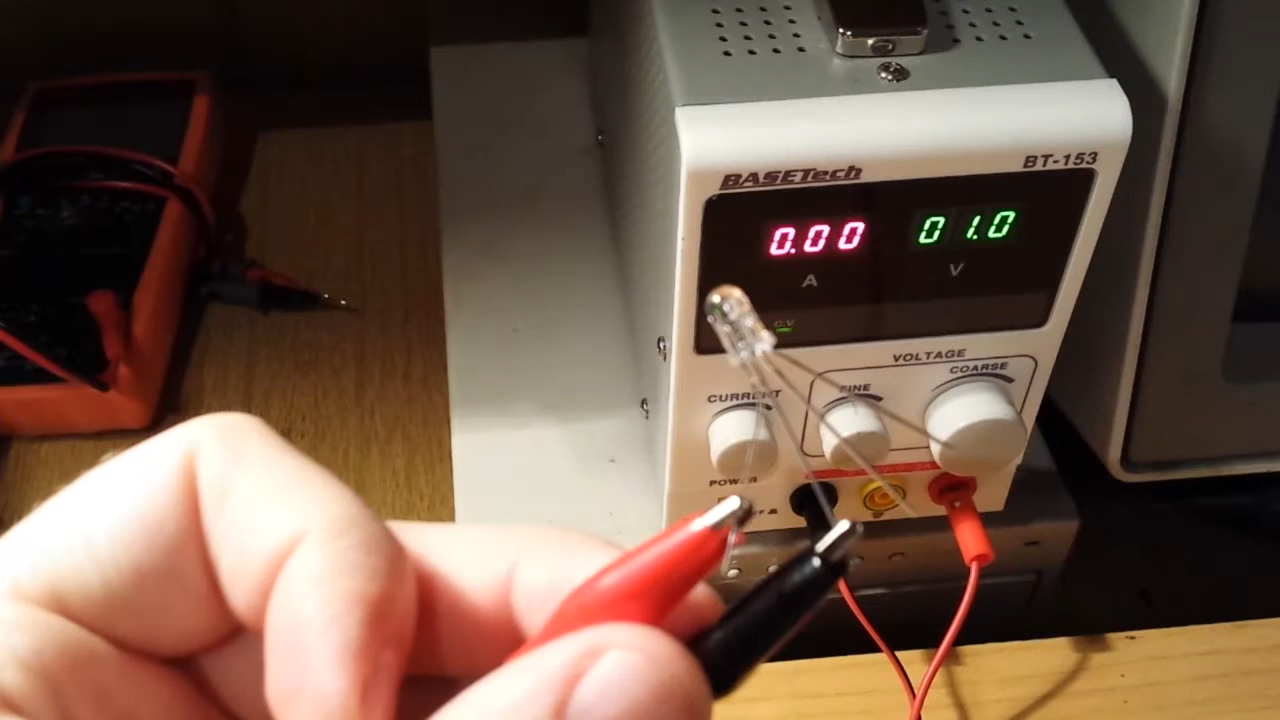 BASETech
BT-153
0.00
01.0
A
V
C.V.
VOLTAGE
CURRENT
FINE
COARSE
POWER